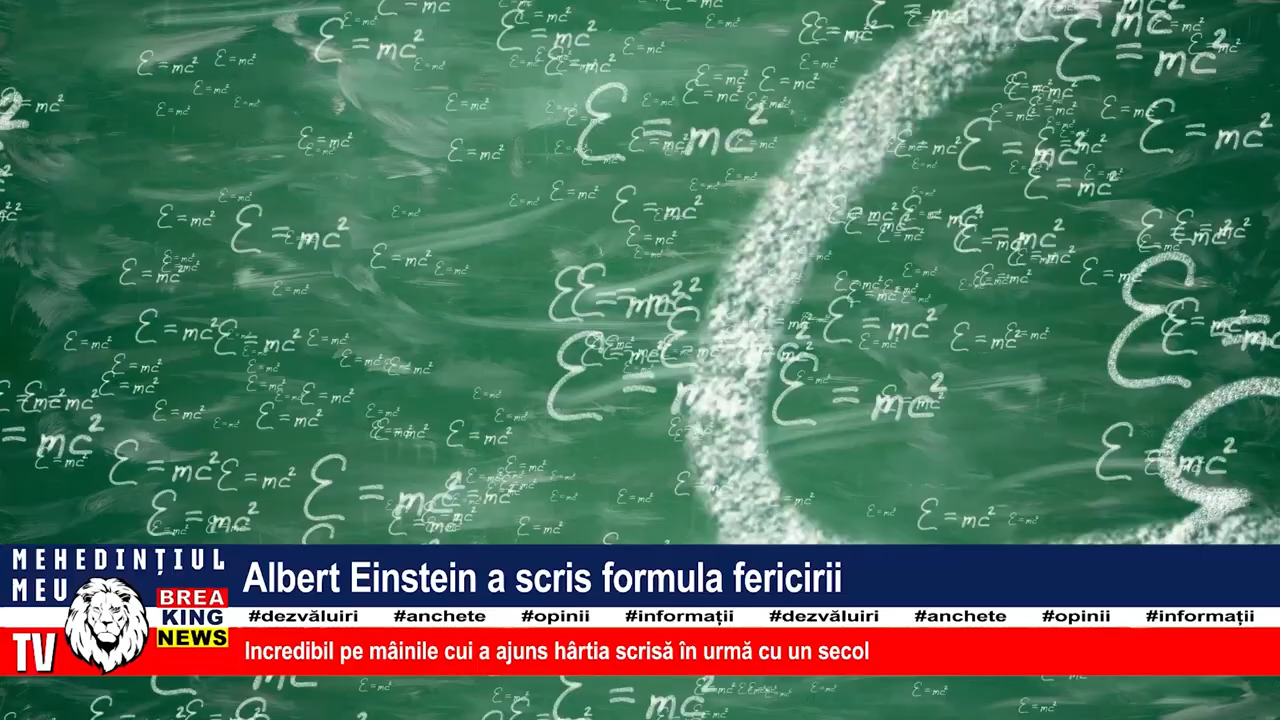 E = mc²
MEHEDINȚIUL
MEU
TV
BREA
KING
NEWS
Albert Einstein a scris formula fericirii
#dezvăluiri #anchete #opinii #informații #dezvăluiri #anchete #opinii #informații
Incredibil pe mâinile cui a ajuns hârtia scrisă în urmă cu un secol